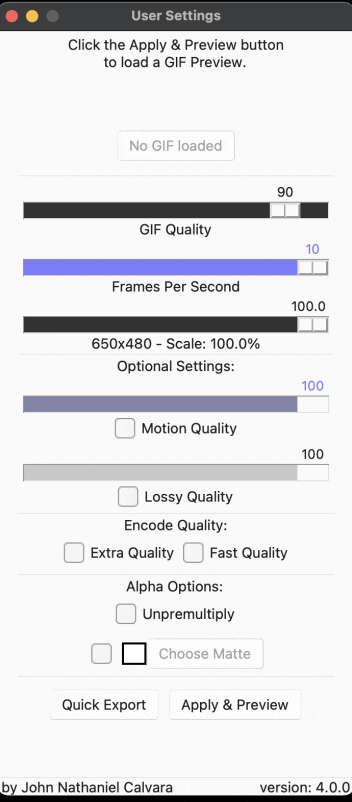 User Settings
Click the Apply & Preview button
to load a GIF Preview.
No GIF loaded
90
GIF Quality
10
Frames Per Second
100.0
650x480 - Scale: 100.0%
Optional Settings:
100
Motion Quality
100
Lossy Quality
Encode Quality:
Extra Quality Fast Quality
Alpha Options:
Unpremultiply
Choose Matte
Quick Export Apply & Preview
by John Nathaniel Calvara version: 4.0.0